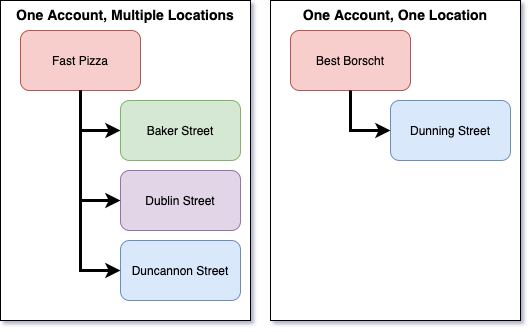 One Account, Multiple Locations
Fast Pizza
Baker Street
Dublin Street
Duncannon Street
One Account, One Location
Best Borscht
Dunning Street